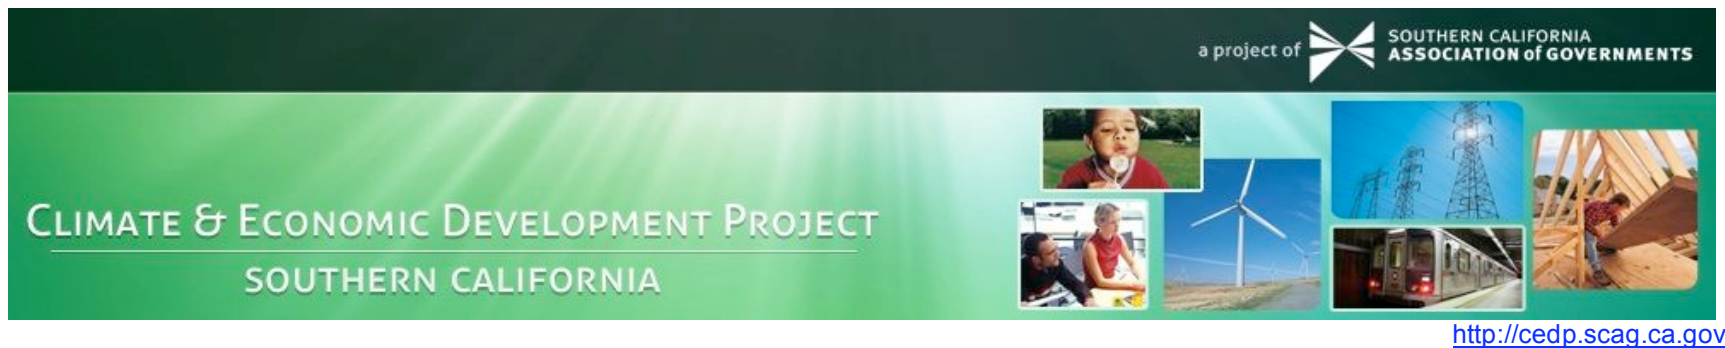 a project of
SOUTHERN CALIFORNIA
ASSOCIATION of GOVERNMENTS
CLIMATE & ECONOMIC DEVELOPMENT PROJECT
SOUTHERN CALIFORNIA
http://cedp.scag.ca.gov